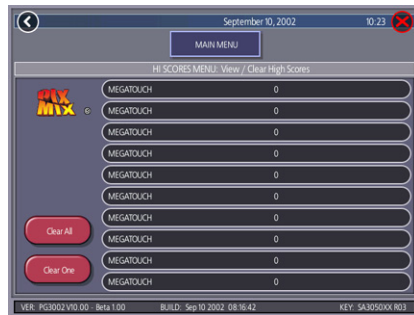 September 10, 2002 10:23
MAIN MENU
HI SCORES MENU: View / Clear High Scores
PIX
MIX ®
MEGATOUCH 0
MEGATOUCH 0
MEGATOUCH 0
MEGATOUCH 0
MEGATOUCH 0
MEGATOUCH 0
MEGATOUCH 0
MEGATOUCH 0
MEGATOUCH 0
MEGATOUCH 0
Clear All
Clear One
VER: PG3002 V10.00 - Beta 1.00 BUILD: Sep 10 2002 08:16:42 KEY: SA3050XX R03